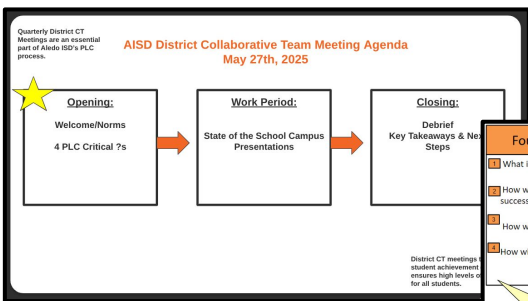 Quarterly District CT
Meetings are an essential
part of Aledo ISD's PLC
process.
AISD District Collaborative Team Meeting Agenda
May 27th, 2025
Opening:
Welcome/Norms
4 PLC Critical ?s
Work Period:
State of the School Campus
Presentations
Closing:
Debrief
Key Takeaways & Ne
Steps
District CT meetings
student achievement
ensures high levels o
for all students.
Fo
1 What i
2 How w
succes
3
How w
4 How wi